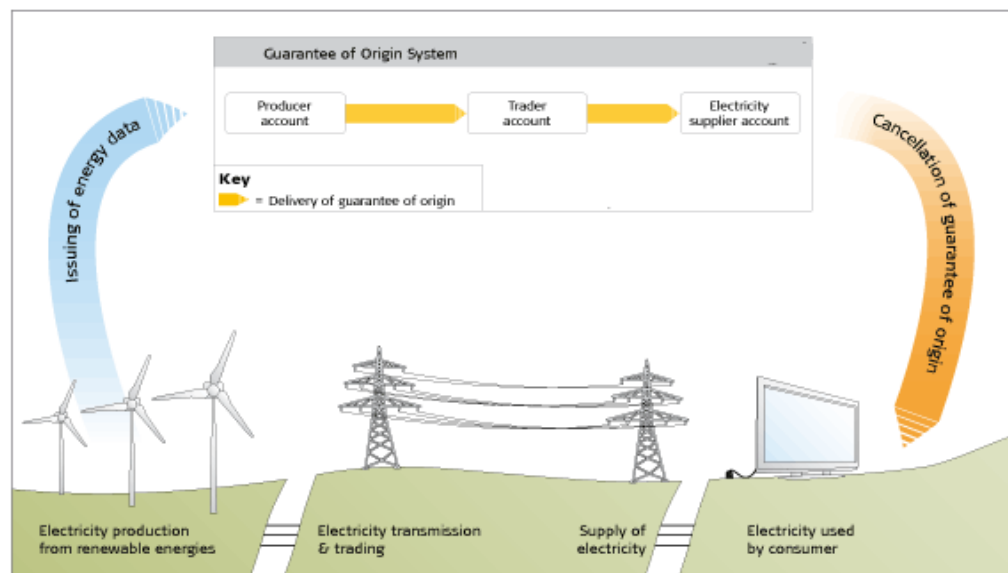 Guarantee of Origin System
Producer
account
Trader
account
Electricity
supplier account
Key
= Delivery of guarantee of origin
Issuing of energy data
Cancellation of guarantee of origin
Electricity production
from renewable energies
Electricity transmission
& trading
Supply of
electricity
Electricity used
by consumer